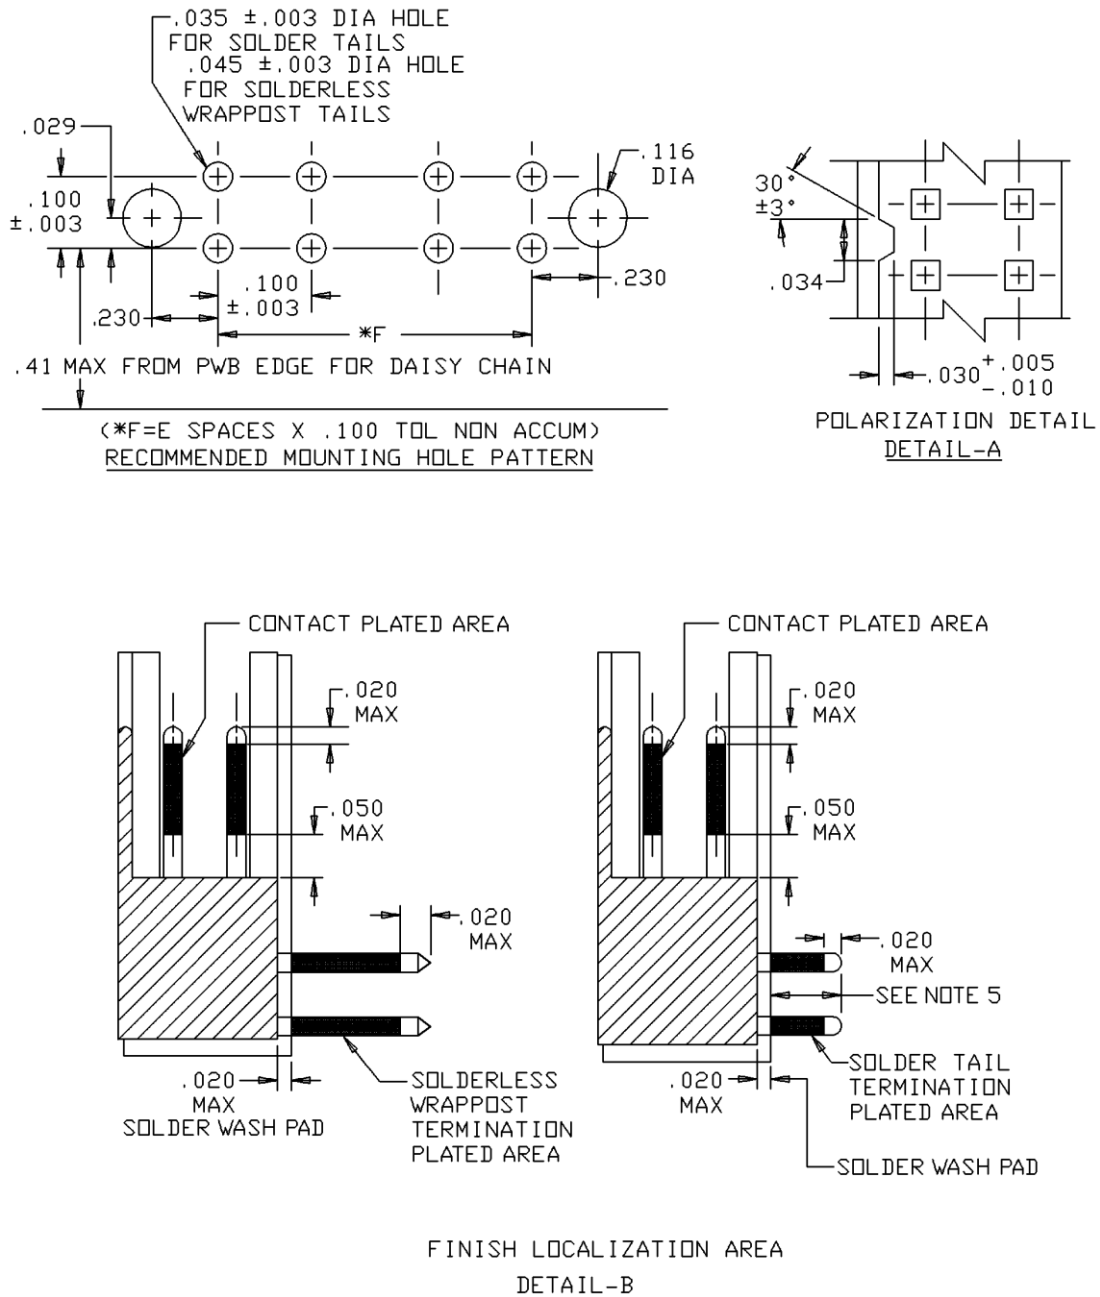 .035 ±.003 DIA HOLE
FOR SOLDER TAILS
.045 ±.003 DIA HOLE
FOR SOLDERLESS
WRAPPOST TAILS
.029
.100
±.003
.116
DIA
.100
±.003
.230
.230
*F
.41 MAX FROM PWB EDGE FOR DAISY CHAIN
(*F=E SPACES X .100 TOL NON ACCUM)
RECOMMENDED MOUNTING HOLE PATTERN
30°
±3°
.034
.030 +.005
-.010
POLARIZATION DETAIL
DETAIL-A
CONTACT PLATED AREA
.020
MAX
.050
MAX
.020
MAX
.020
MAX
SOLDER WASH PAD
SOLDERLESS
WRAPPOST
TERMINATION
PLATED AREA
CONTACT PLATED AREA
.020
MAX
.050
MAX
.020
MAX
SEE NOTE 5
.020
MAX
SOLDER TAIL
TERMINATION
PLATED AREA
SOLDER WASH PAD
FINISH LOCALIZATION AREA
DETAIL-B